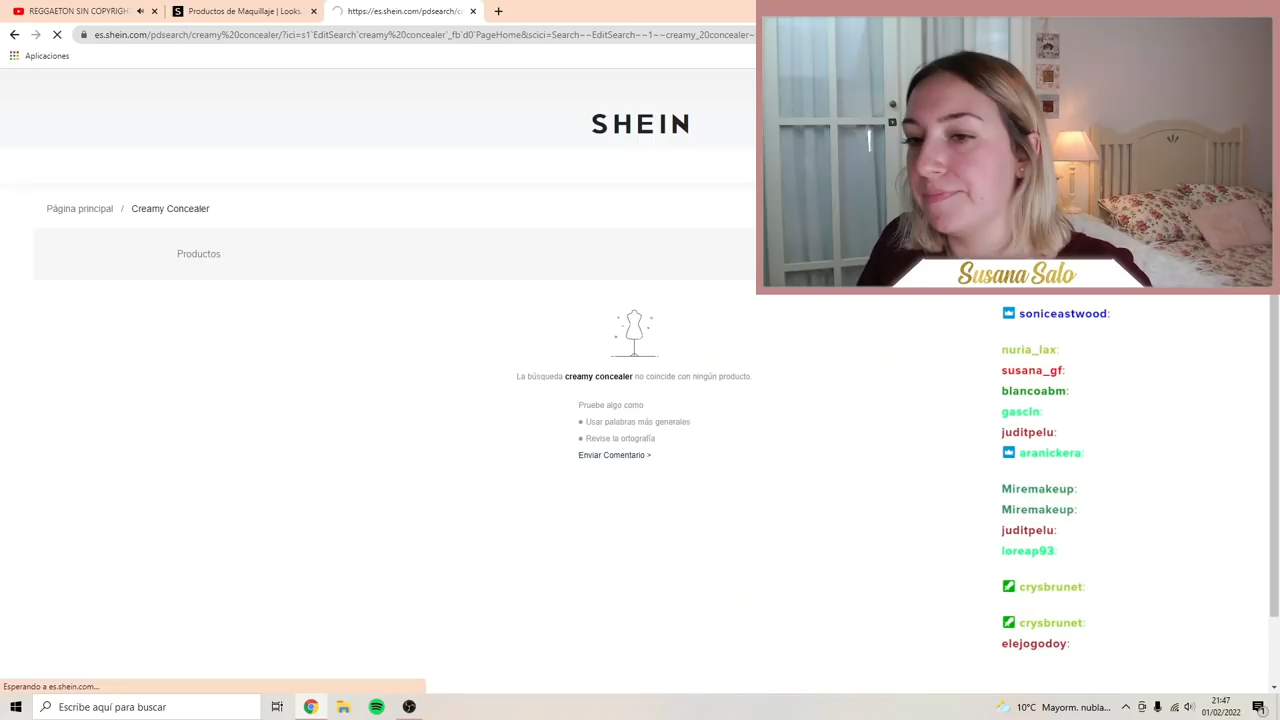 REGGAETON EN ALTO
Productos de Maquillaje | Susks.
https://es.shein.com/pdsearch/c
es.shein.com/pdsearch/creamy%20concealer/?ici=s1`EditSearch`creamy%20concealer`_fb`d0`PageHome&scici=Search~~EditSearch~~1~~creamy_20concealer~
Aplicaciones
SHEIN
Página principal / Creamy Concealer
Productos
La búsqueda creamy concealer no coincide con ningún producto.
Pruebe algo como
Usar palabras más generales
Revise la ortografía
Enviar Comentario >
Esperando a es.shein.com...
Susana Salo
soniceastwood:
nuria_lax:
susana_gf:
blancoabm:
gascln:
juditpelu:
aranickera:
Miremakeup:
Miremakeup:
juditpelu:
loreap93:
crysbrunet:
crysbrunet:
elejogodoy:
Escribe aquí para buscar
10°C Mayorm. nubla...
21:47
01/02/2022